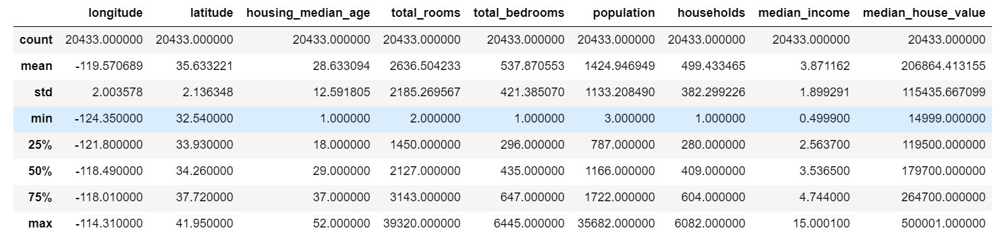 longitude latitude housing_median_age total_rooms total_bedrooms population households median_income median_house_value
count 20433.000000 20433.000000 20433.000000 20433.000000 20433.000000 20433.000000 20433.000000 20433.000000 20433.000000
mean -119.570689 35.633221 28.633094 2636.504233 537.870553 1424.946949 499.433465 3.871162 206864.413155
std 2.003578 2.136348 12.591805 2185.269567 421.385070 1133.208490 382.299226 1.899291 115435.667099
min -124.350000 32.540000 1.000000 2.000000 1.000000 3.000000 1.000000 0.499900 14999.000000
25% -121.800000 33.930000 18.000000 1450.000000 296.000000 787.000000 280.000000 2.563700 119500.000000
50% -118.490000 34.260000 29.000000 2127.000000 435.000000 1166.000000 409.000000 3.536500 179700.000000
75% -118.010000 37.720000 37.000000 3143.000000 647.000000 1722.000000 604.000000 4.744000 264700.000000
max -114.310000 41.950000 52.000000 39320.000000 6445.000000 35682.000000 6082.000000 15.000100 500001.000000